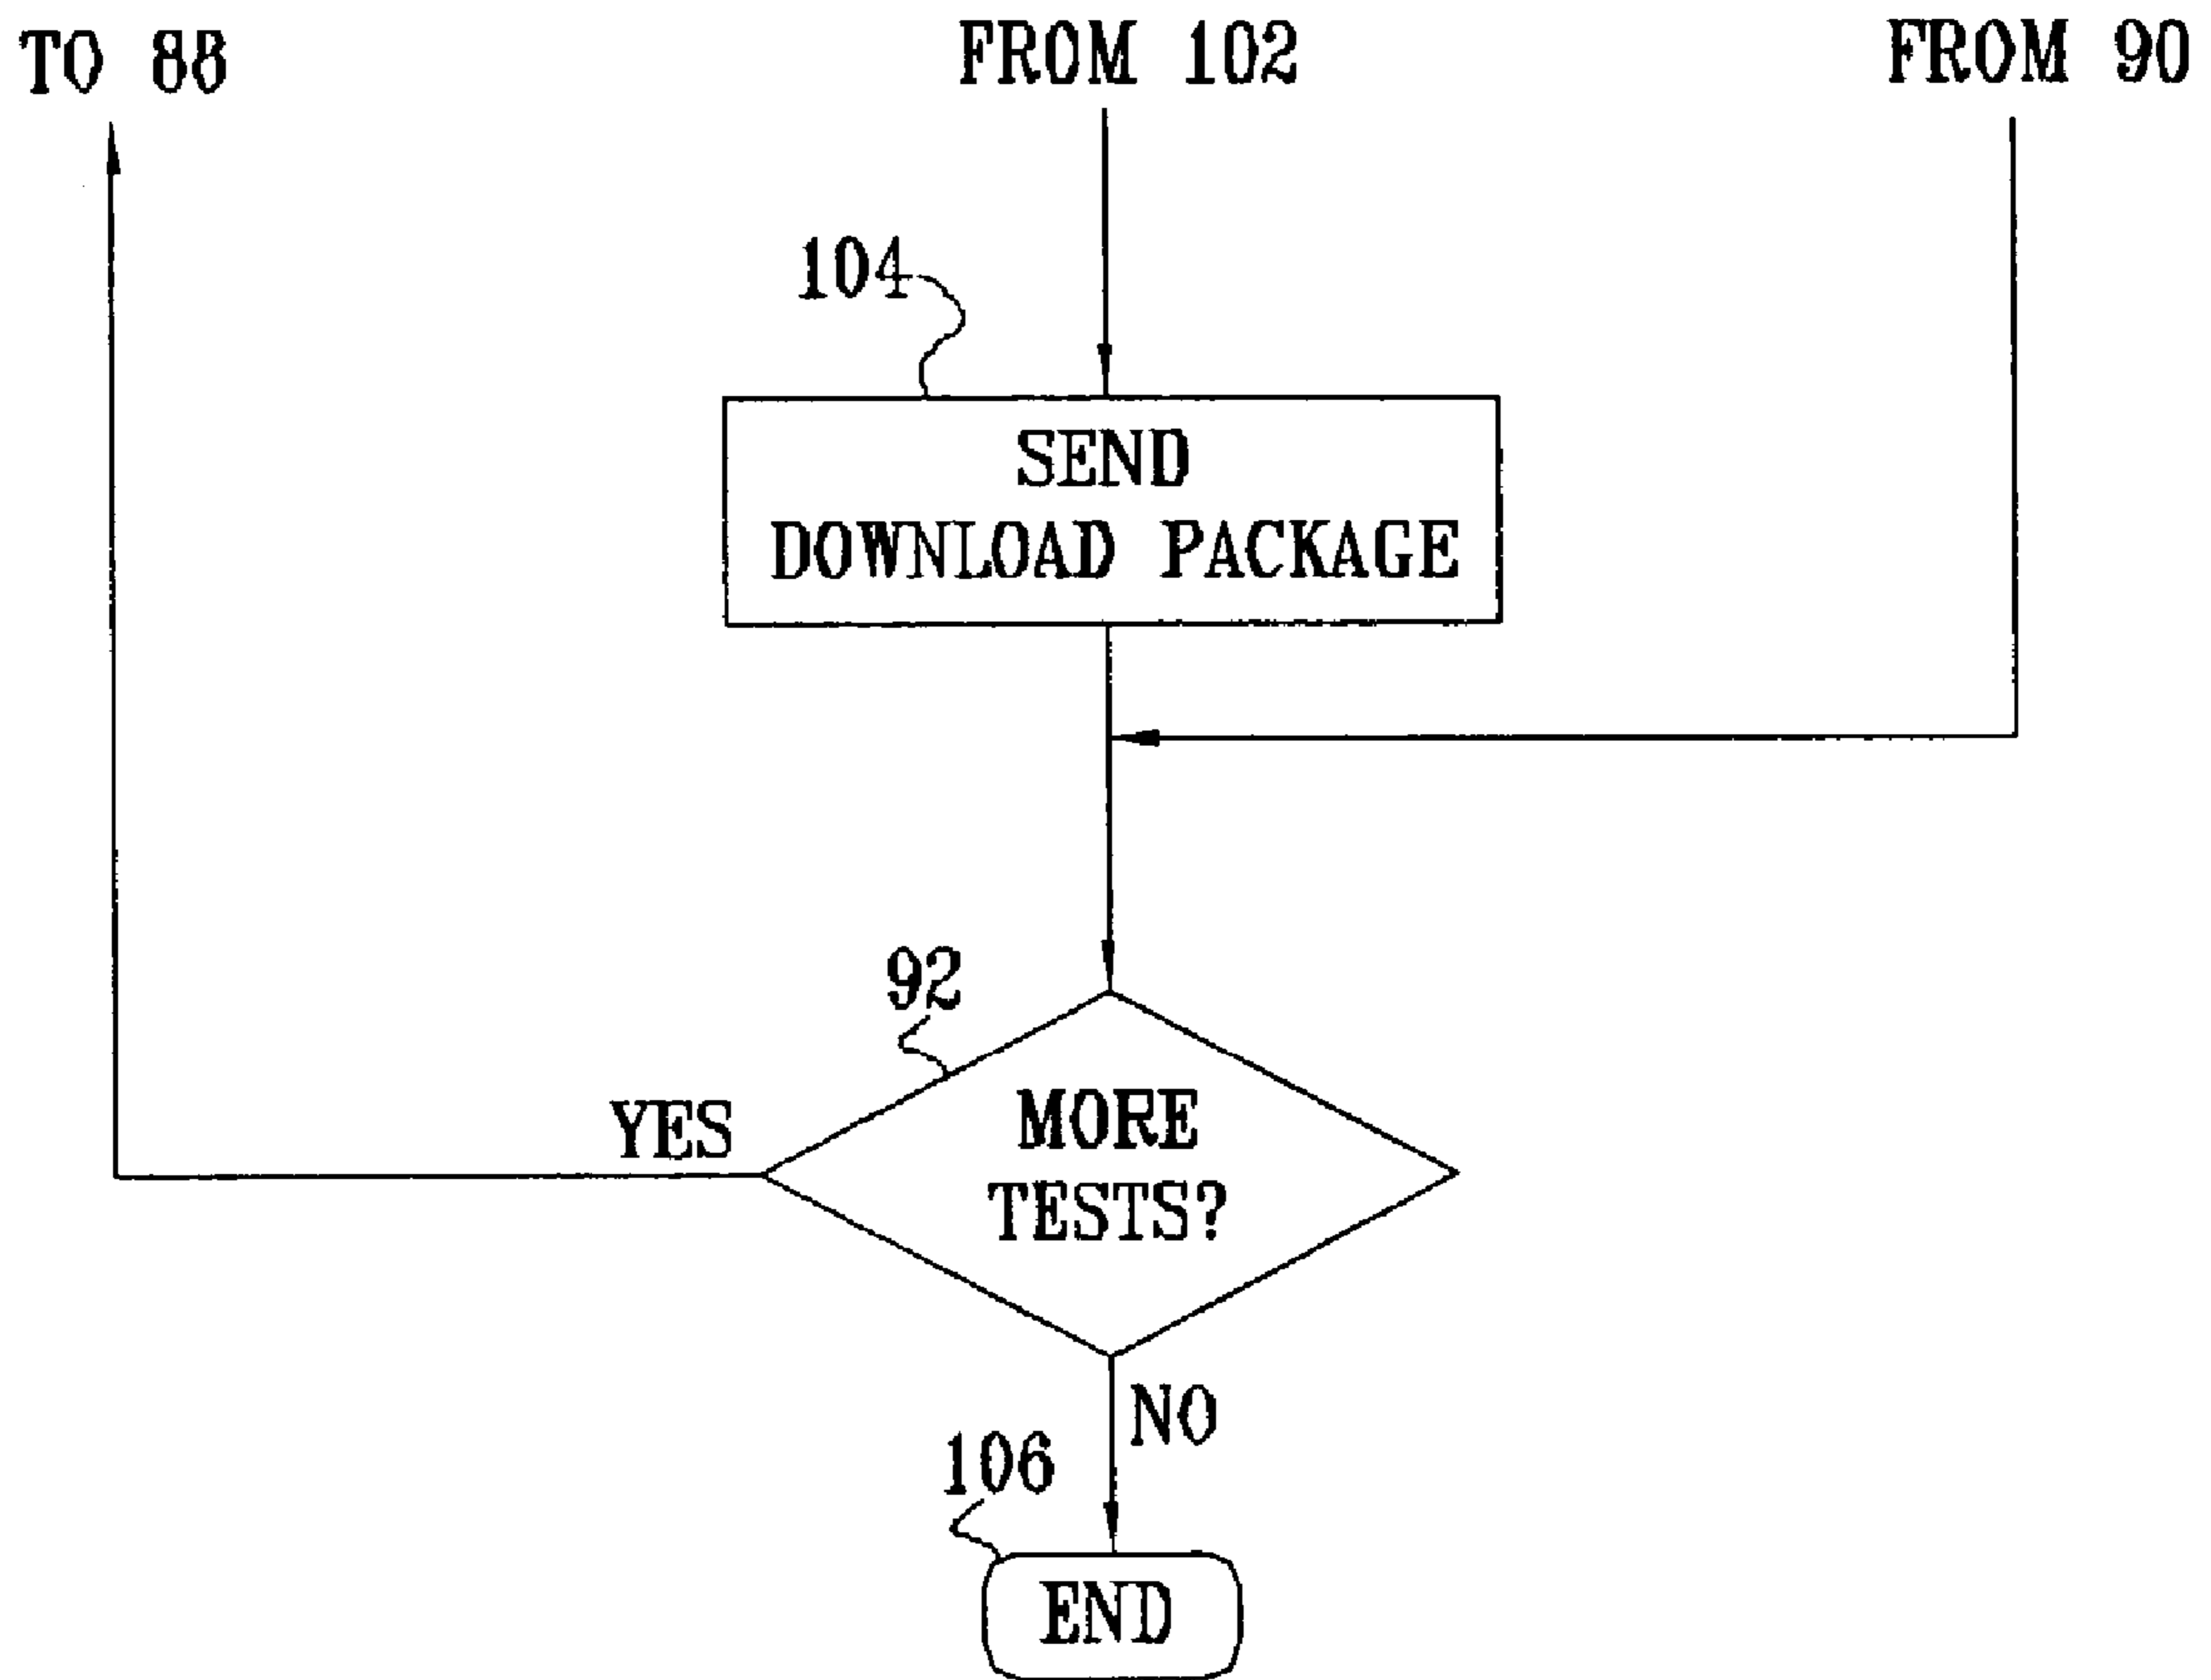 TO 88
FROM 102
FROM 90
104
SEND
DOWNLOAD PACKAGE
92
YES
MORE
TESTS?
NO
106
END